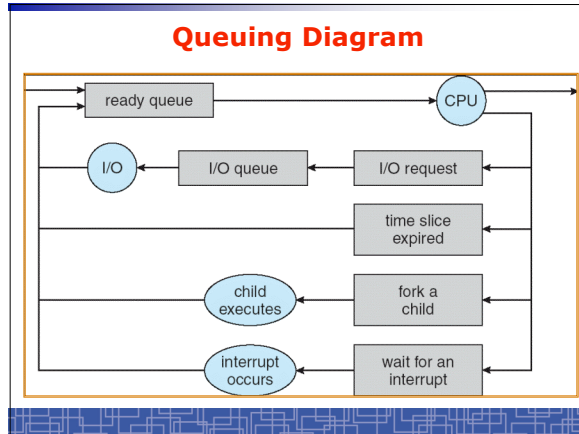 Queuing Diagram
ready queue
CPU
I/O
I/O queue
I/O request
time slice
expired
child
executes
fork a
child
interrupt
occurs
wait for an
interrupt